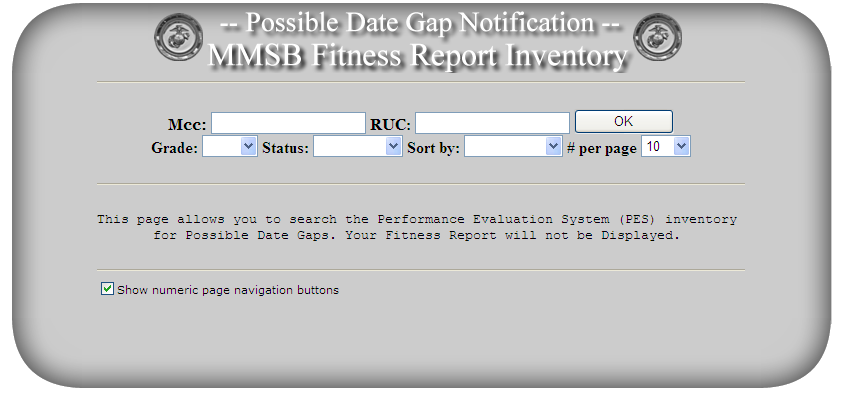 -- Possible Date Gap Notification --
MMSB Fitness Report Inventory
Mcc: RUC: OK
Grade: Status: Sort by: # per page 10
This page allows you to search the Performance Evaluation System (PES) inventory
for Possible Date Gaps. Your Fitness Report will not be Displayed.
Show numeric page navigation buttons